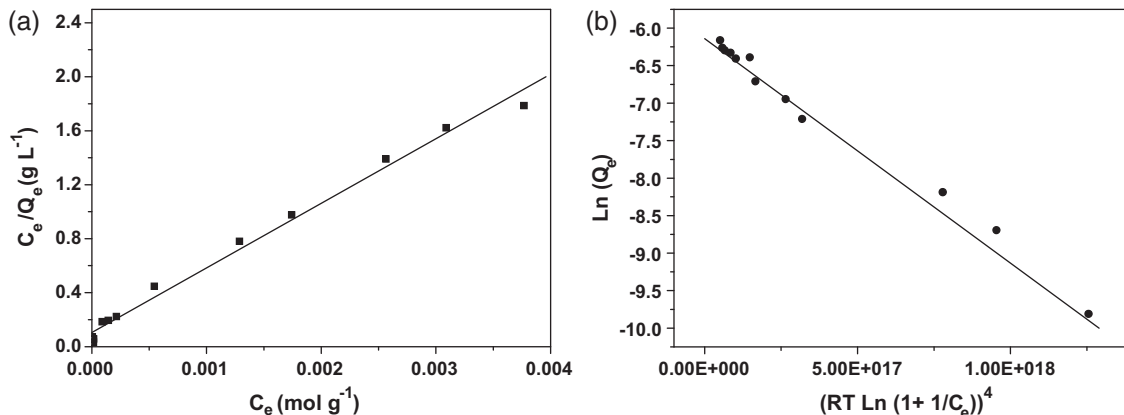 (a)
2.4
2.0
1.6
1.2
0.8
0.4
0.0
C_e/Q_e (g L^-1)
0.000 0.001 0.002 0.003 0.004
C_e (mol g^-1)
(b)
-6.0
-6.5
-7.0
-7.5
-8.0
-8.5
-9.0
-9.5
-10.0
Ln (Q_e)
0.00E+000 5.00E+017 1.00E+018
(RT Ln (1+ 1/C_e))^4